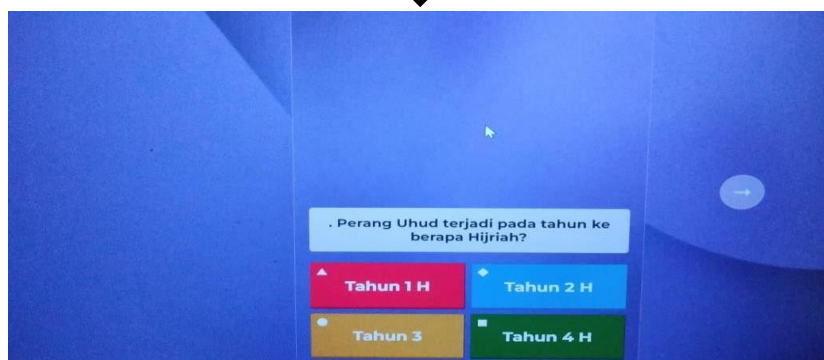 . Perang Uhud terjadi pada tahun ke
berapa Hijriah?
Tahun 1 H
Tahun 2 H
Tahun 3
Tahun 4 H